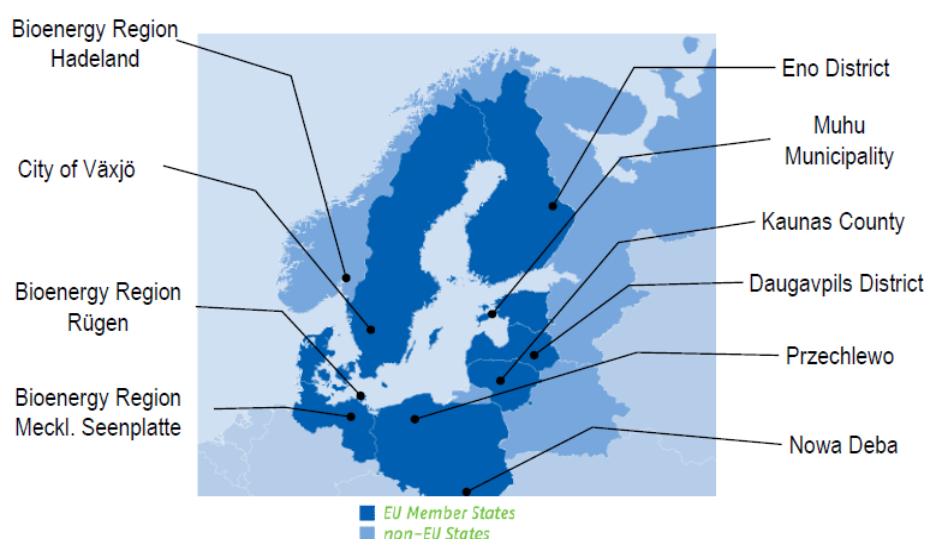 Bioenergy Region
Hadeland
City of Växjö
Bioenergy Region
Rügen
Bioenergy Region
Meckl. Seenplatte
Eno District
Muhu
Municipality
Kaunas County
Daugavpils District
Przechlewo
Nowa Deba
EU Member States
non-EU States